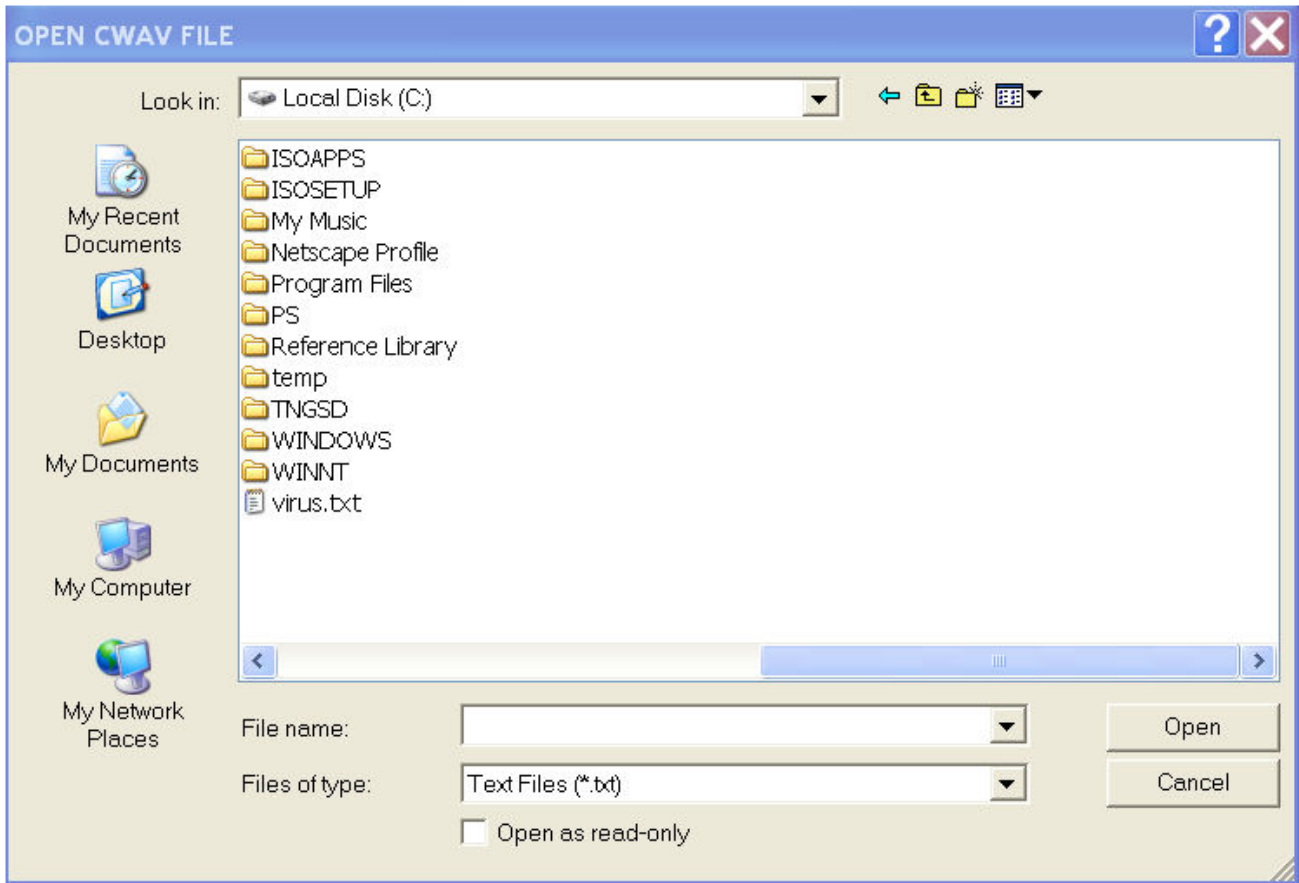 OPEN CWAV FILE
Look in:
Local Disk (C:)
My Recent
Documents
Desktop
My Documents
My Computer
My Network
Places
ISOAPPS
ISOSETUP
My Music
Netscape Profile
Program Files
PS
Reference Library
temp
TNGSD
WINDOWS
WINNT
virus.txt
File name:
Open
Files of type:
Text Files (*.txt)
Cancel
Open as read-only